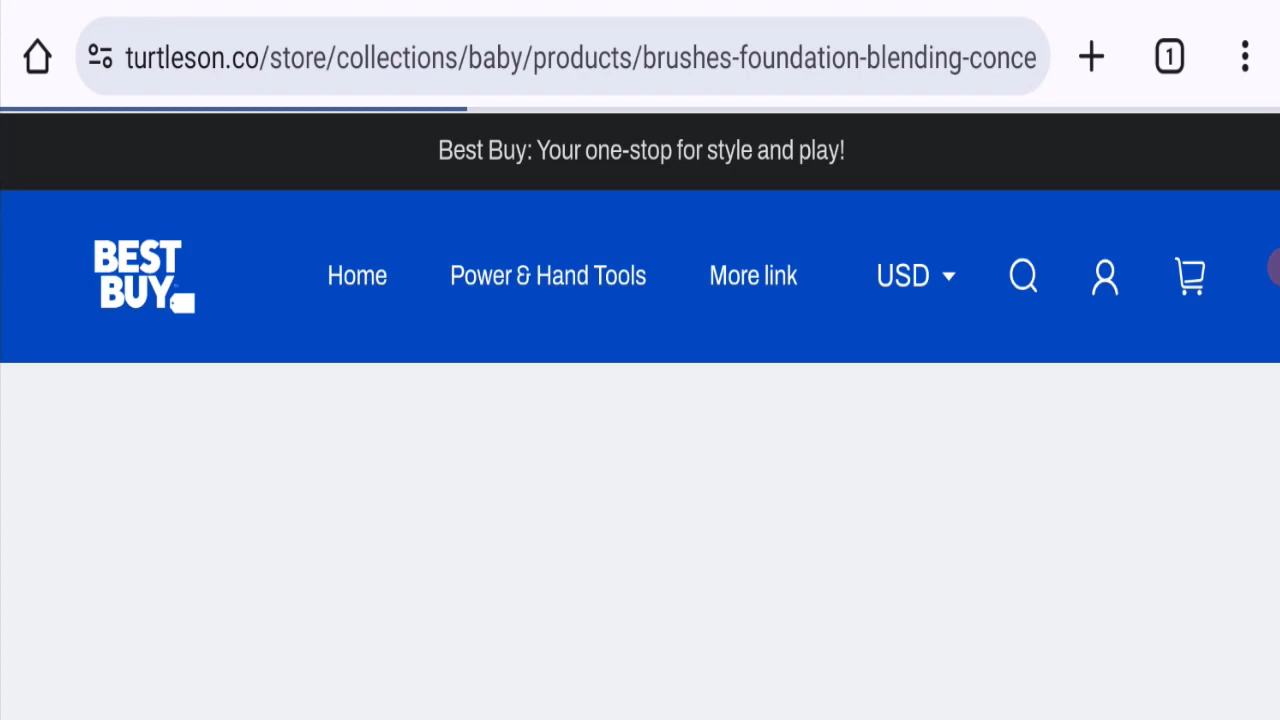 turtleson.co/store/collections/baby/products/brushes-foundation-blending-conce
1
Best Buy: Your one-stop for style and play!
BEST
BUY
Home
Power & Hand Tools
More link
USD